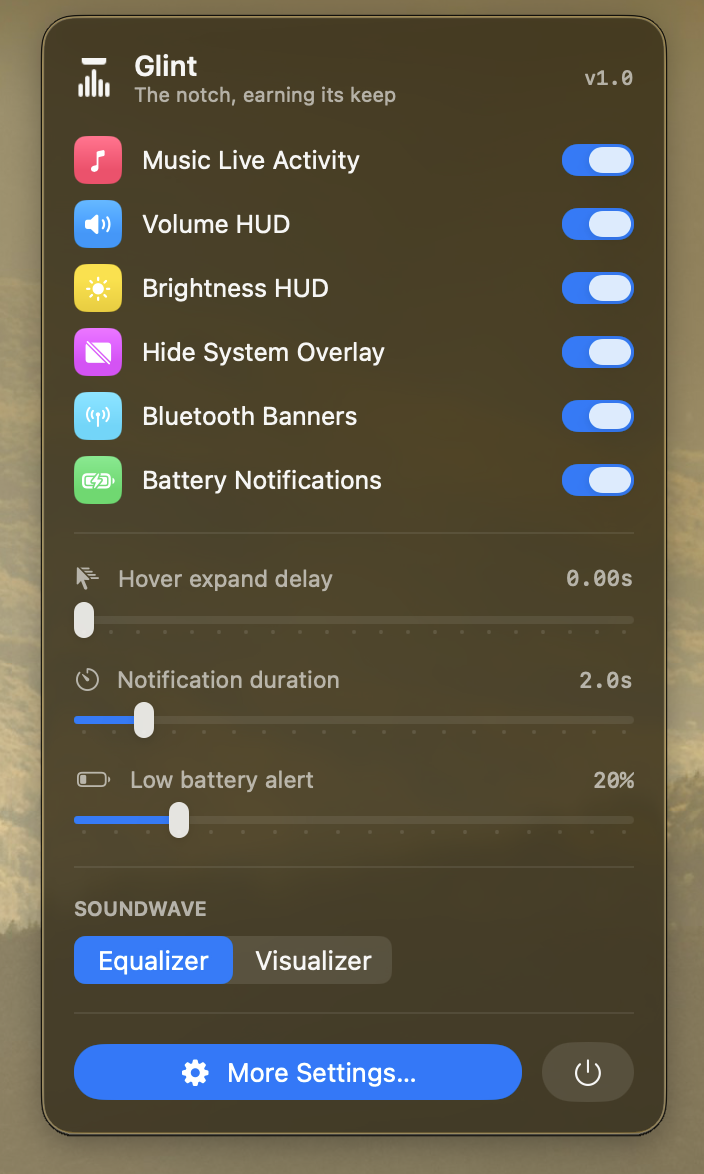 Glint
The notch, earning its keep
v1.0
Music Live Activity
Volume HUD
Brightness HUD
Hide System Overlay
Bluetooth Banners
Battery Notifications
Hover expand delay 0.00s
Notification duration 2.0s
Low battery alert 20%
SOUNDWAVE
Equalizer Visualizer
More Settings...